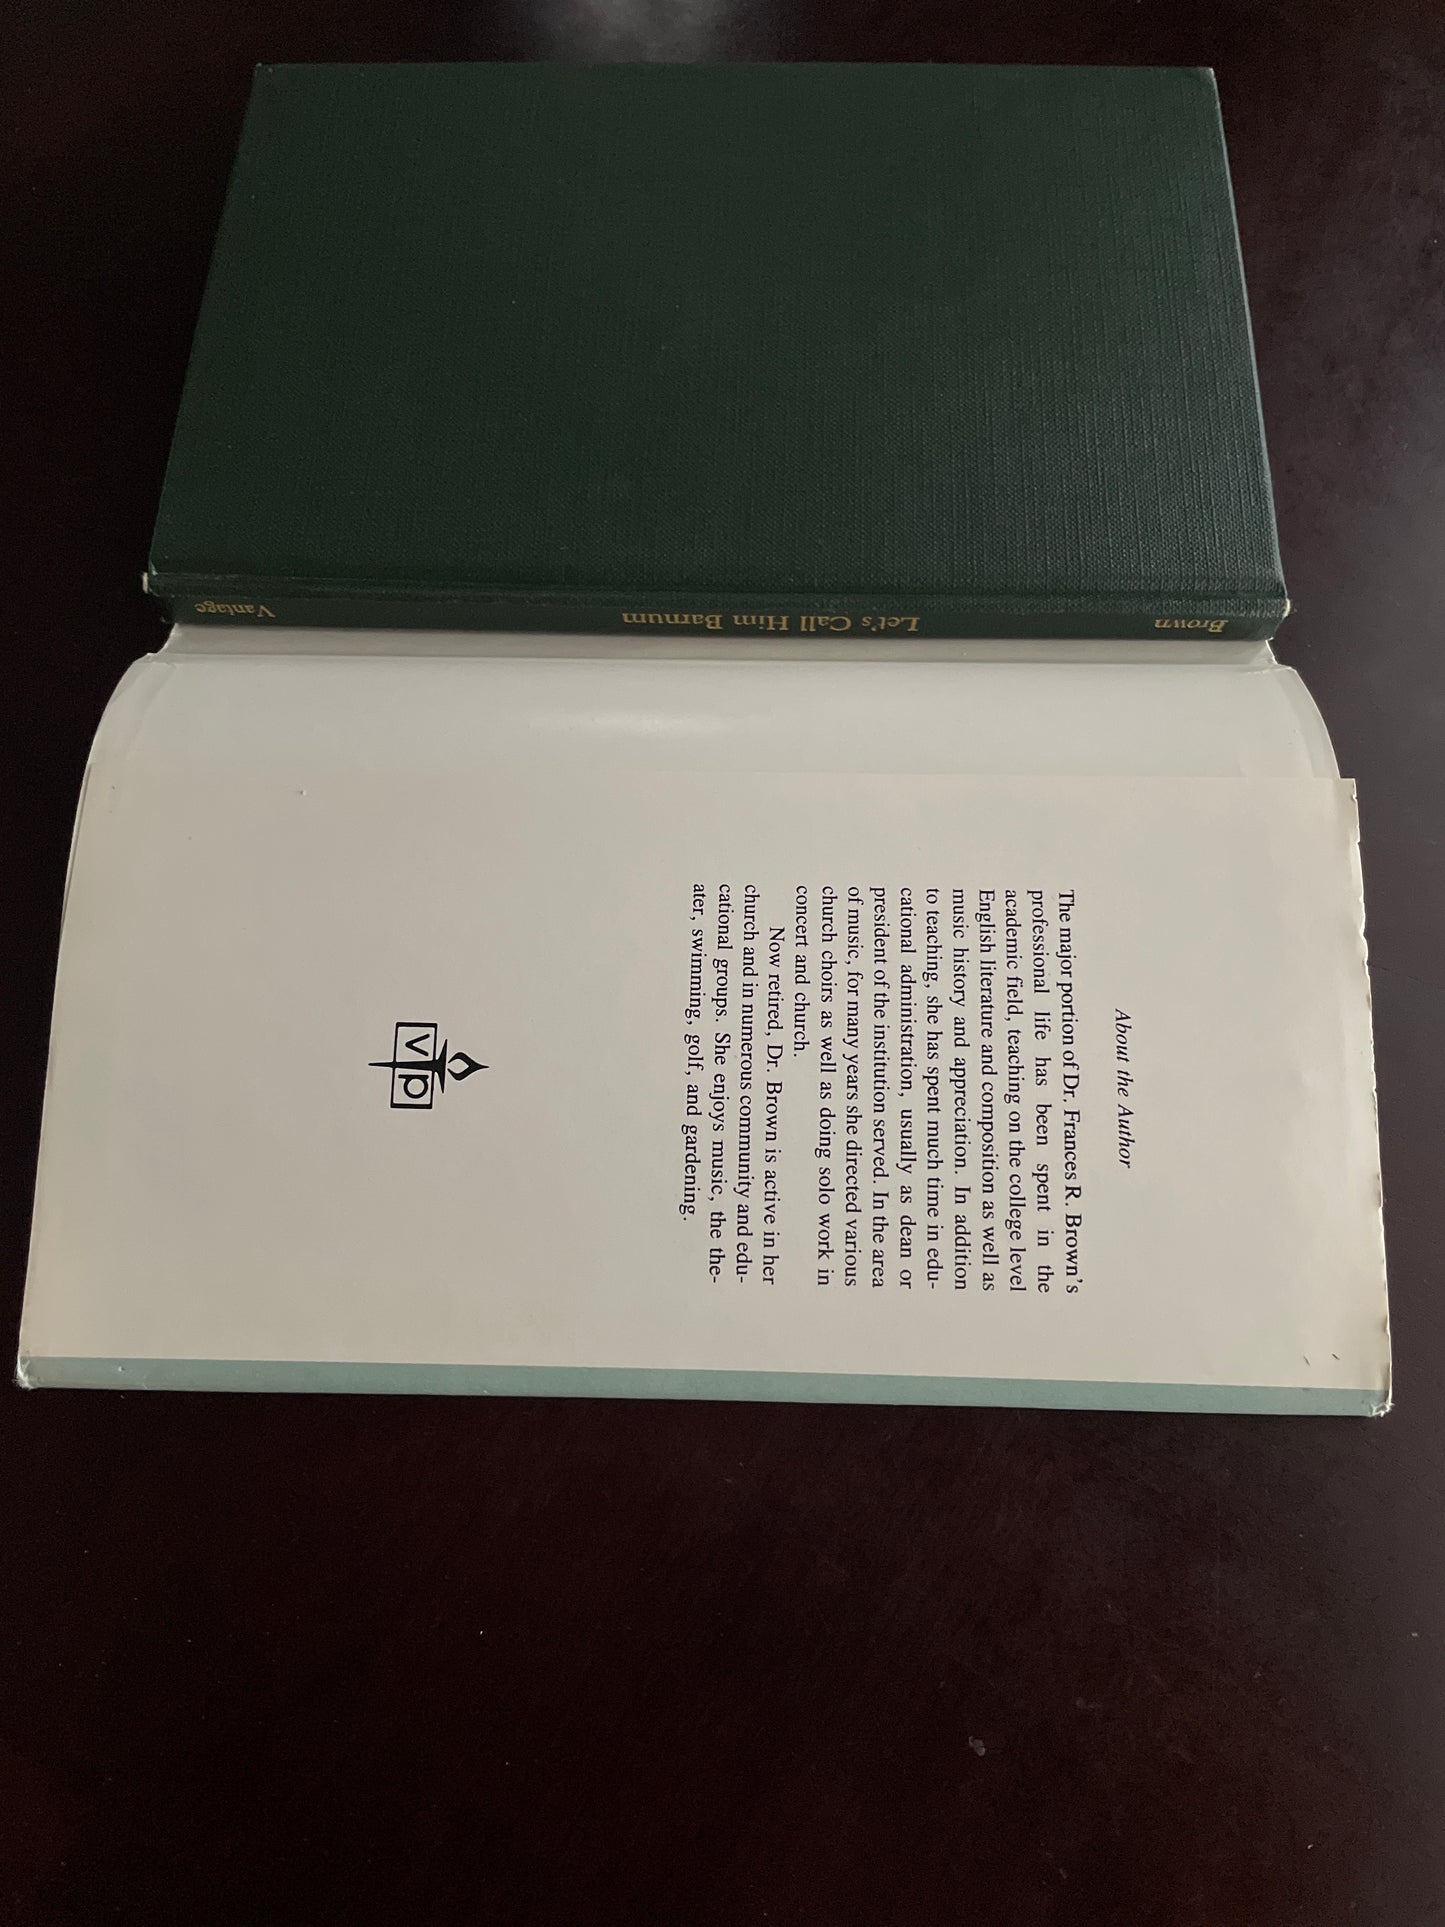 Brown
Let's Call Him Barnum
Vantage
About the Author
The major portion of Dr. Frances R. Brown's
professional life has been spent in the
academic field, teaching on the college level
English literature and composition as well as
music history and appreciation. In addition
to teaching, she has spent much time in edu-
cational administration, usually as dean or
president of the institution served. In the area
of music, for many years she directed various
church choirs as well as doing solo work in
concert and church.
Now retired, Dr. Brown is active in her
church and in numerous community and edu-
cational groups. She enjoys music, the the-
ater, swimming, golf, and gardening.
vp